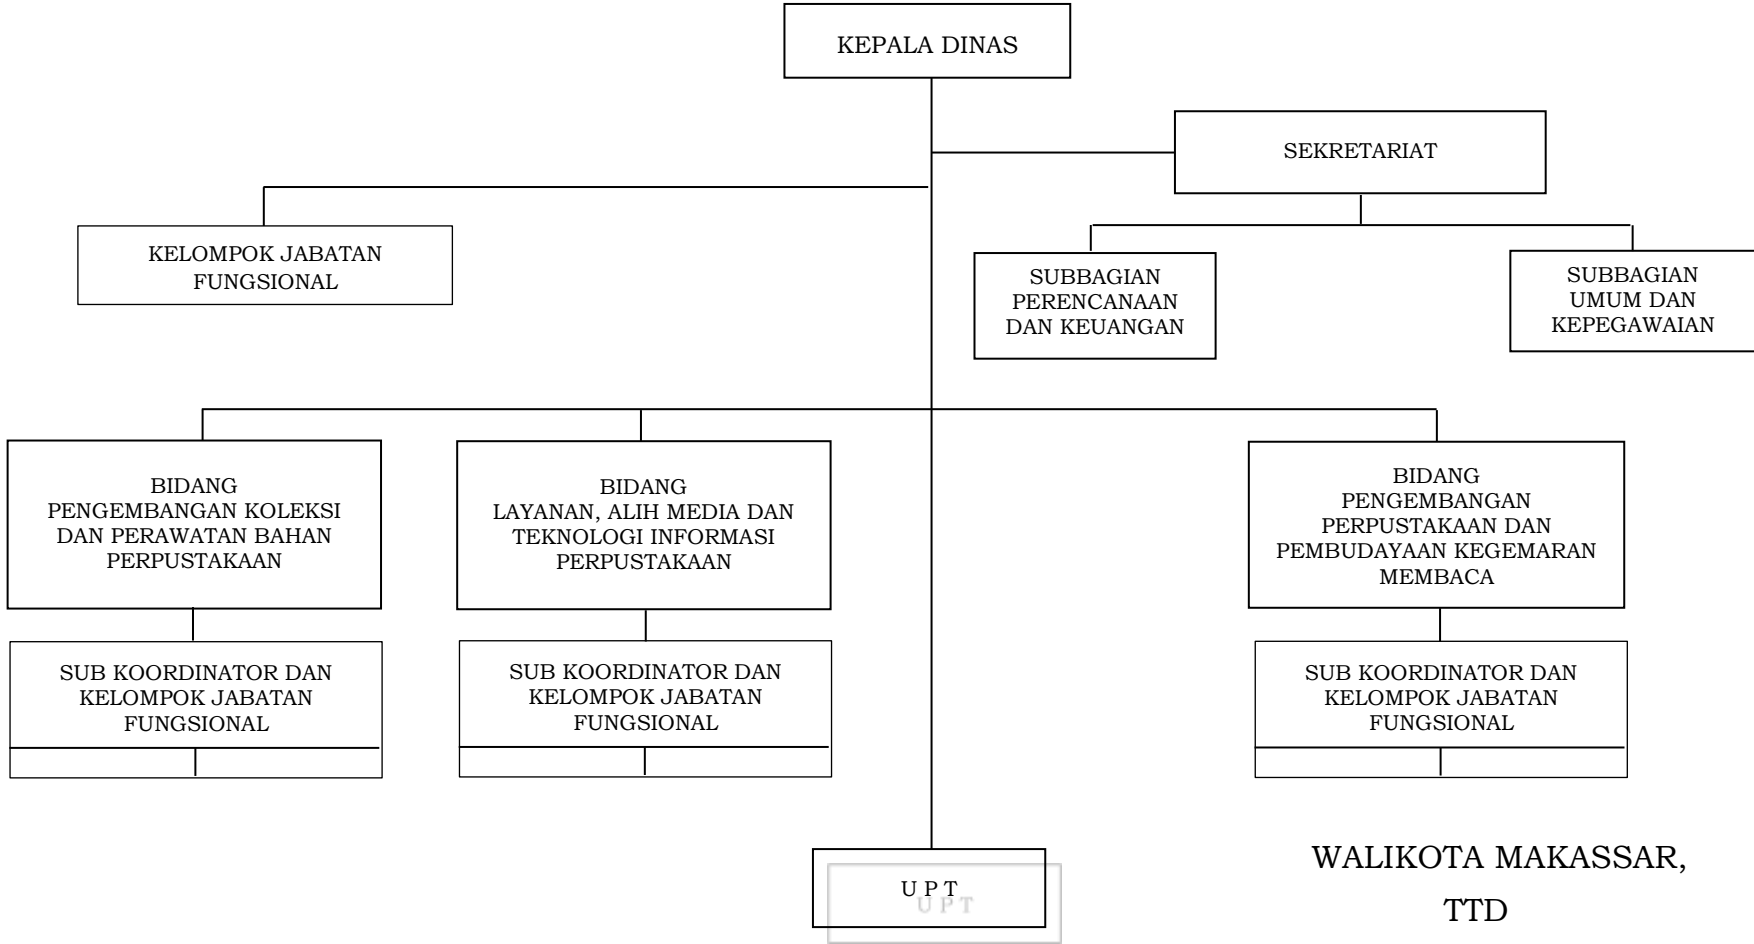 KEPALA DINAS
SEKRETARIAT
KELOMPOK JABATAN
FUNGSIONAL
SUBBAGIAN
PERENCANAAN
DAN KEUANGAN
SUBBAGIAN
UMUM DAN
KEPEGAWAIAN
BIDANG
PENGEMBANGAN KOLEKSI
DAN PERAWATAN BAHAN
PERPUSTAKAAN
BIDANG
LAYANAN, ALIH MEDIA DAN
TEKNOLOGI INFORMASI
PERPUSTAKAAN
BIDANG
PENGEMBANGAN
PERPUSTAKAAN DAN
PEMBUDAYAAN KEGEMARAN
MEMBACA
SUB KOORDINATOR DAN
KELOMPOK JABATAN
FUNGSIONAL
SUB KOORDINATOR DAN
KELOMPOK JABATAN
FUNGSIONAL
SUB KOORDINATOR DAN
KELOMPOK JABATAN
FUNGSIONAL
U P T
U P T
WALIKOTA MAKASSAR,
TTD